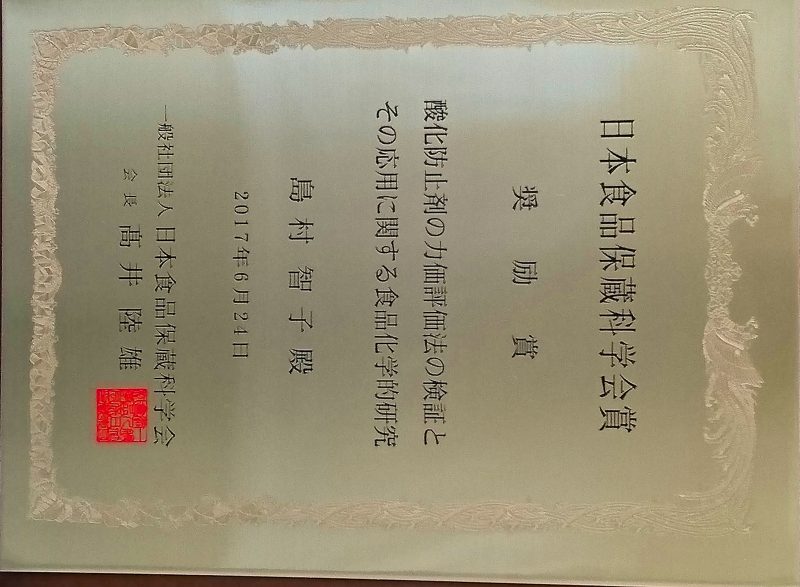 日本食品保蔵科学会賞
奨励賞
酸化防止剤の力価評価法の検証と
その応用に関する食品化学的研究
島村智子殿
2017年6月24日
一般社団法人日本食品保蔵科学会
会長 髙井陸雄